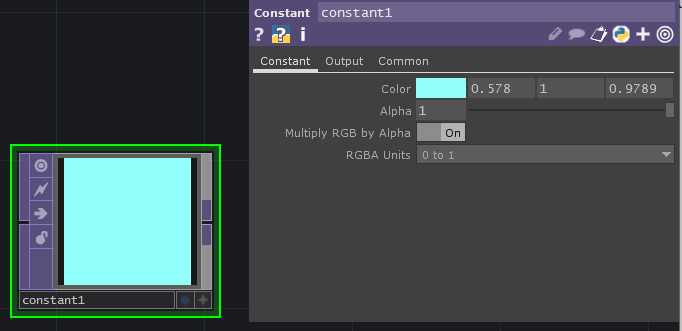 Constant constant1
? ? i
Constant Output Common
Color 0.578 1 0.9789
Alpha 1
Multiply RGB by Alpha On
RGBA Units 0 to 1
constant1